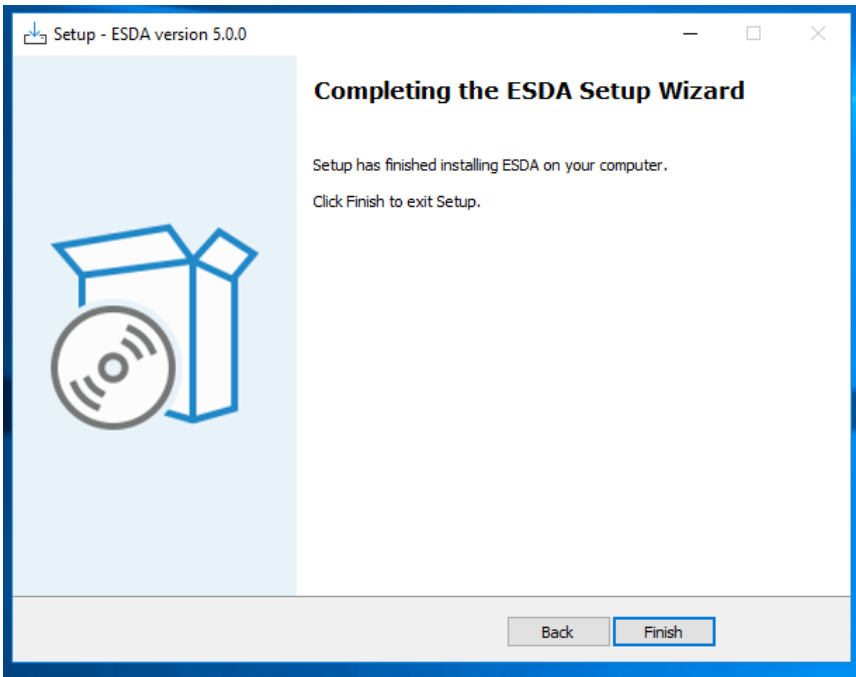 Setup - ESDA version 5.0.0
Completing the ESDA Setup Wizard
Setup has finished installing ESDA on your computer.
Click Finish to exit Setup.
Back
Finish